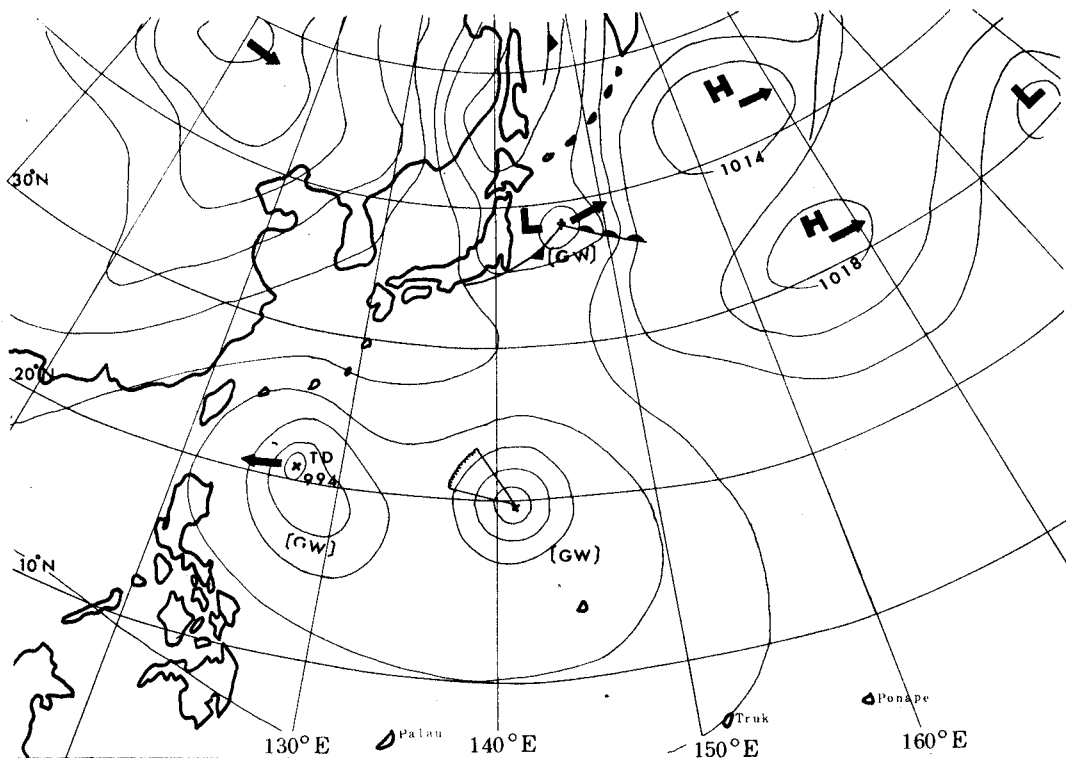 H
L
1014
30°N
H
L
[GW]
1018
20°N
TD
994
[GW]
[GW]
10°N
Ponape
Truk
Palau
130°E
140°E
150°E
160°E